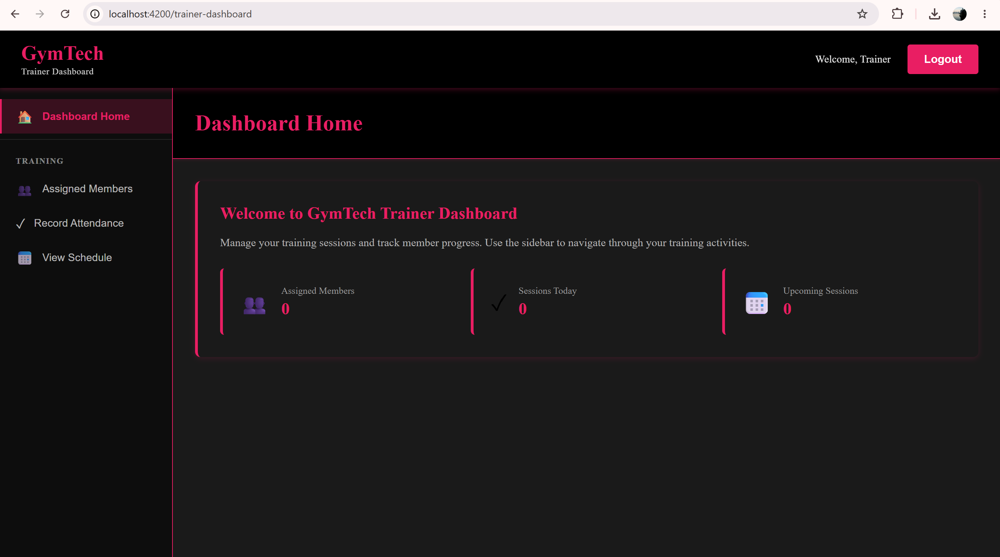 localhost:4200/trainer-dashboard
GymTech
Trainer Dashboard
Welcome, Trainer
Logout
Dashboard Home
TRAINING
Assigned Members
Record Attendance
View Schedule
Dashboard Home
Welcome to GymTech Trainer Dashboard
Manage your training sessions and track member progress. Use the sidebar to navigate through your training activities.
Assigned Members
0
Sessions Today
0
Upcoming Sessions
0